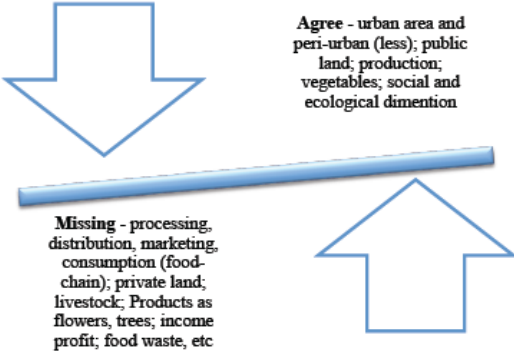 Agree - urban area and
peri-urban (less); public
land; production;
vegetables; social and
ecological dimention
Missing - processing,
distribution, marketing,
consumption (food-
chain); private land;
livestock; Products as
flowers, trees; income
profit; food waste, etc